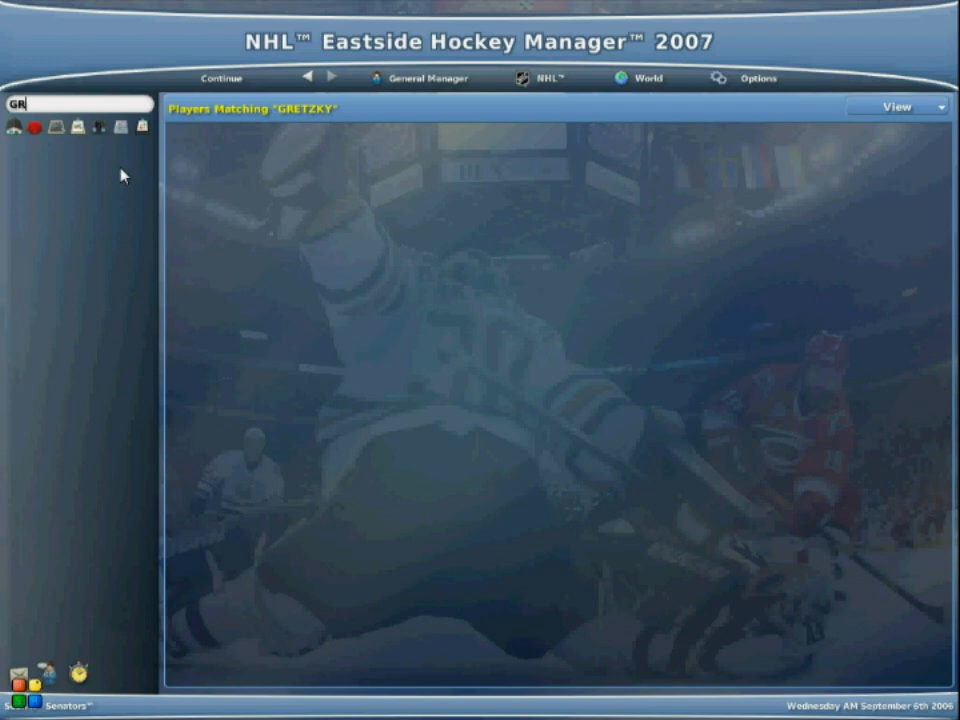 NHL™ Eastside Hockey Manager™ 2007
Continue
General Manager
NHL™
World
Options
GR
Players Matching "GRETZKY"
View
Senators™
Wednesday AM September 6th 2006